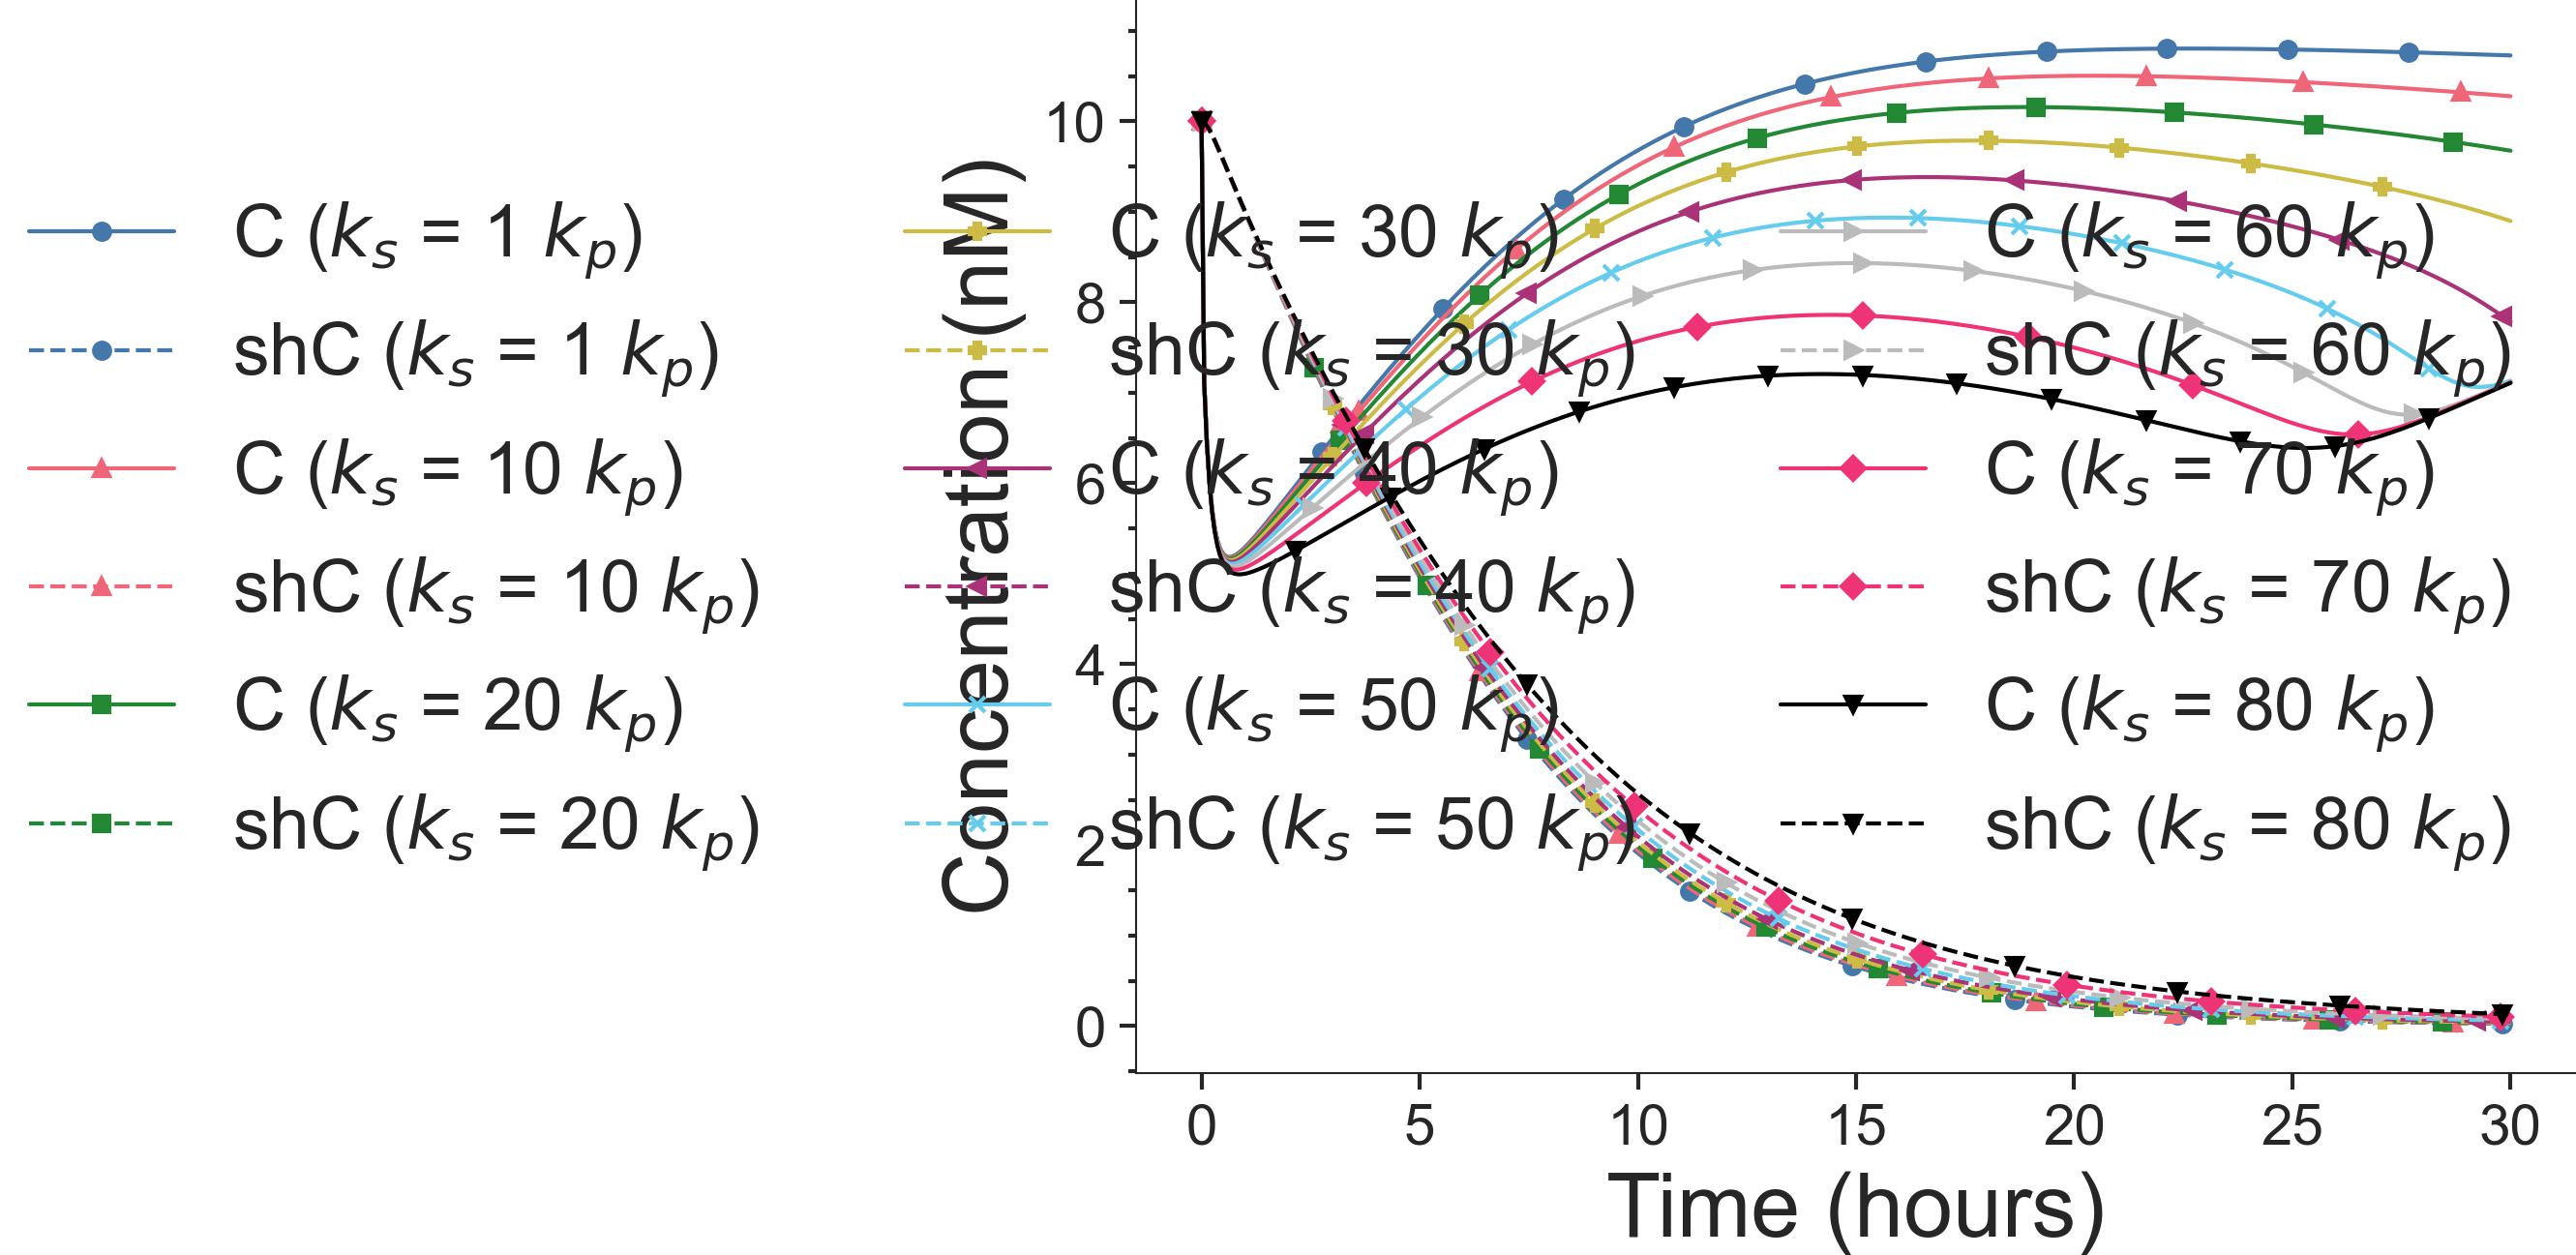 C (kₛ = 1 kₚ)
shC (kₛ = 1 kₚ)
C (kₛ = 10 kₚ)
shC (kₛ = 10 kₚ)
C (kₛ = 20 kₚ)
shC (kₛ = 20 kₚ)
C (kₛ = 30 kₚ)
shC (kₛ = 30 kₚ)
C (kₛ = 40 kₚ)
shC (kₛ = 40 kₚ)
C (kₛ = 50 kₚ)
shC (kₛ = 50 kₚ)
C (kₛ = 60 kₚ)
shC (kₛ = 60 kₚ)
C (kₛ = 70 kₚ)
shC (kₛ = 70 kₚ)
C (kₛ = 80 kₚ)
shC (kₛ = 80 kₚ)
Concentration (nM)
10
8
6
4
2
0
0 5 10 15 20 25 30
Time (hours)